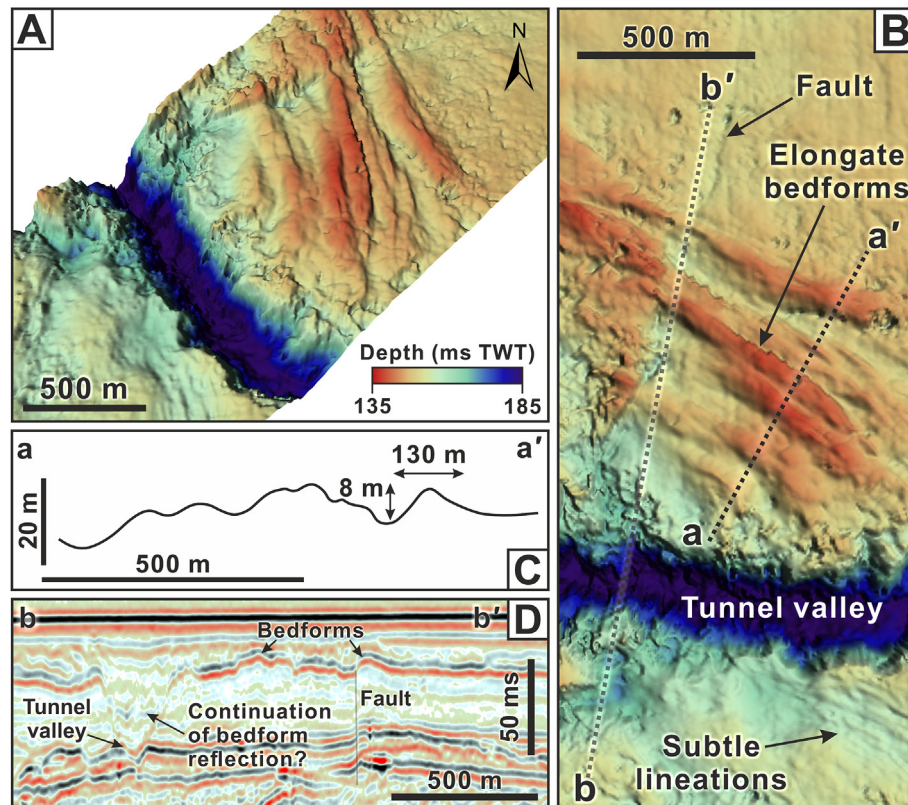 A
N
500 m
Depth (ms TWT)
135
185
B
500 m
b′
Fault
Elongate
bedforms
a′
a
Tunnel valley
Subtle
lineations
b
a
a′
130 m
8 m
20 m
500 m
C
b
b′
D
Bedforms
Tunnel
valley
Continuation
of bedform
reflection?
Fault
50 ms
500 m